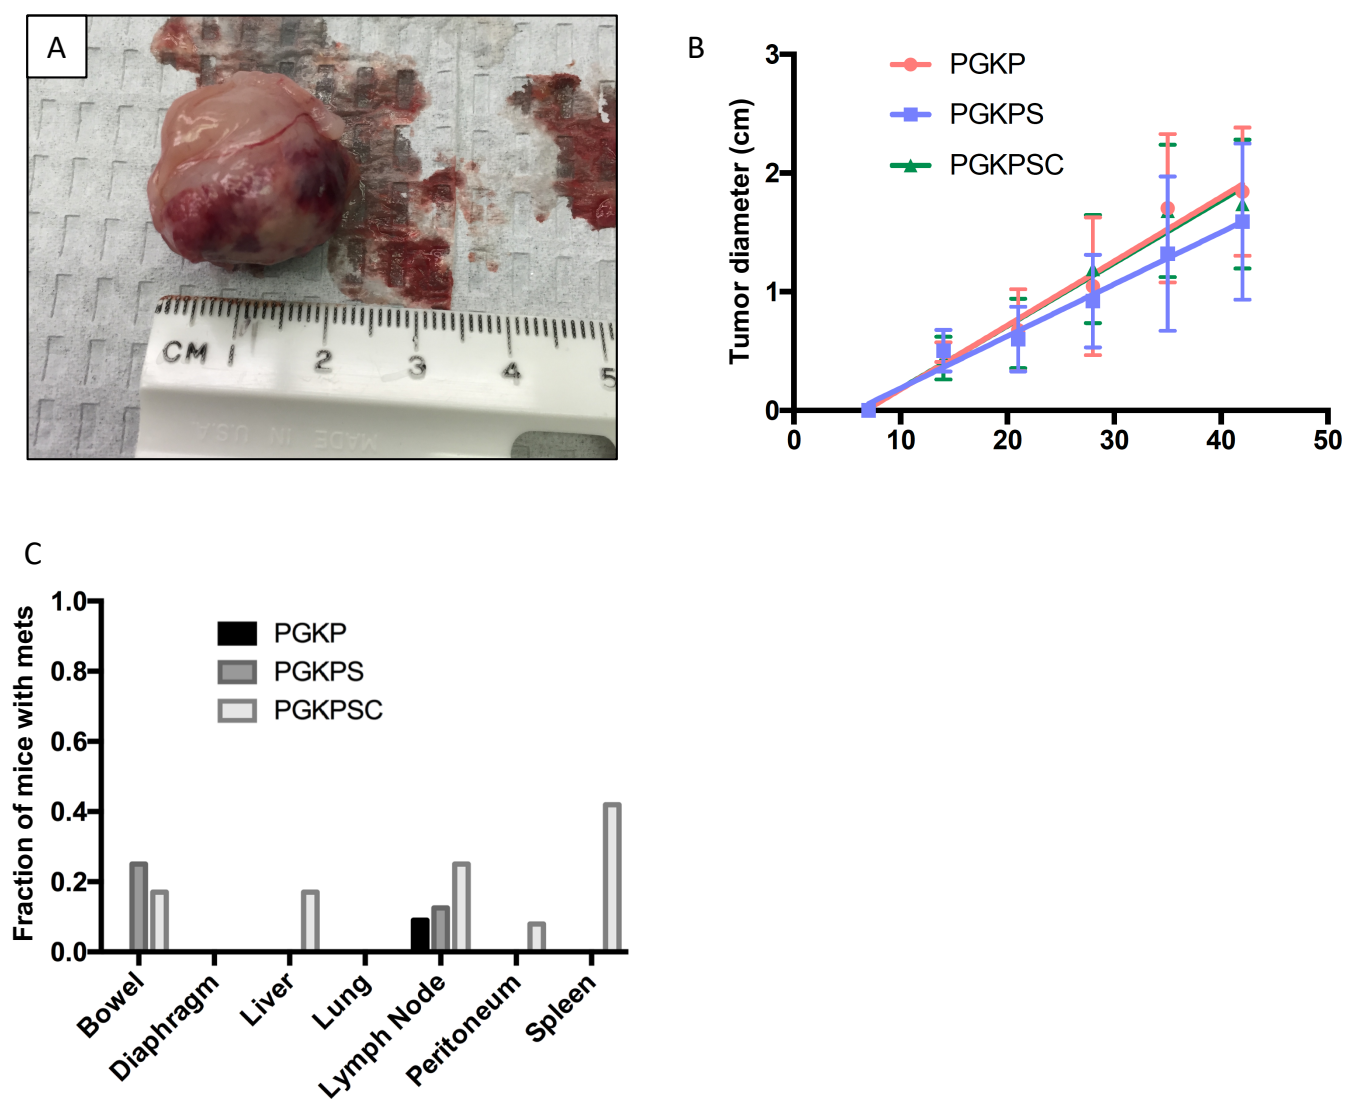 A
CM 1 2 3 4 5
MADE IN U.S.A.
B
Tumor diameter (cm)
3
2
1
0
0 10 20 30 40 50
PGKP
PGKPS
PGKPSC
C
Fraction of mice with mets
1.0
0.8
0.6
0.4
0.2
0.0
PGKP
PGKPS
PGKPSC
Bowel
Diaphragm
Liver
Lung
Lymph Node
Peritoneum
Spleen